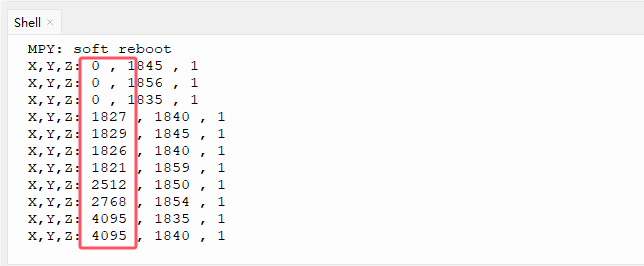 Shell ×
MPY: soft reboot
X,Y,Z: 0 , 1845 , 1
X,Y,Z: 0 , 1856 , 1
X,Y,Z: 0 , 1835 , 1
X,Y,Z: 1827 , 1840 , 1
X,Y,Z: 1829 , 1845 , 1
X,Y,Z: 1826 , 1840 , 1
X,Y,Z: 1821 , 1859 , 1
X,Y,Z: 2512 , 1850 , 1
X,Y,Z: 2768 , 1854 , 1
X,Y,Z: 4095 , 1835 , 1
X,Y,Z: 4095 , 1840 , 1